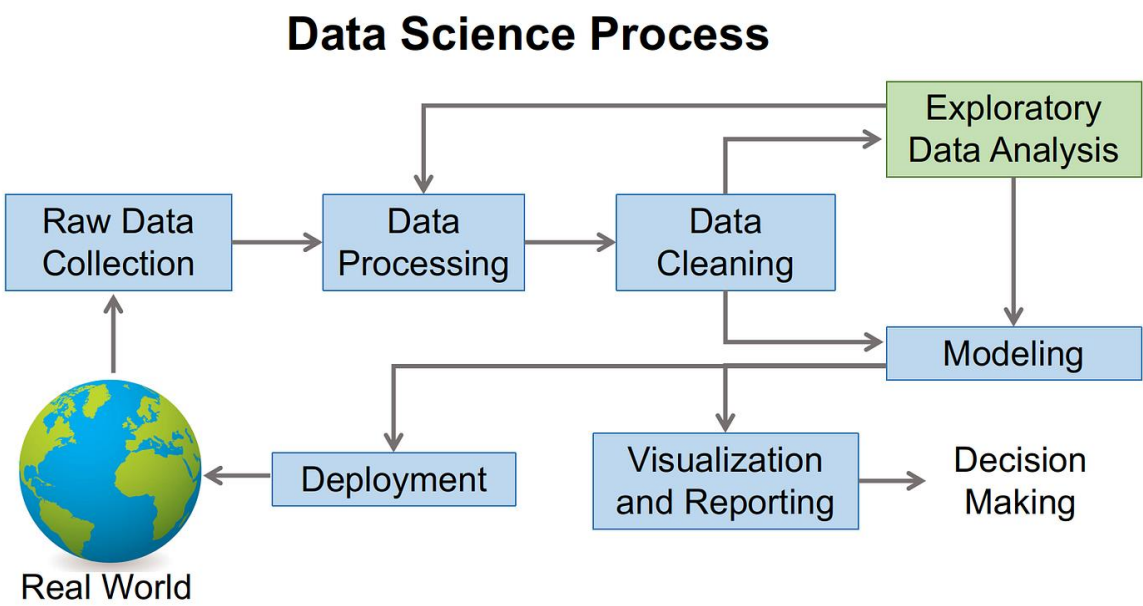 Data Science Process
Exploratory
Data Analysis
Raw Data
Collection
Data
Processing
Data
Cleaning
Modeling
Deployment
Visualization
and Reporting
Decision
Making
Real World